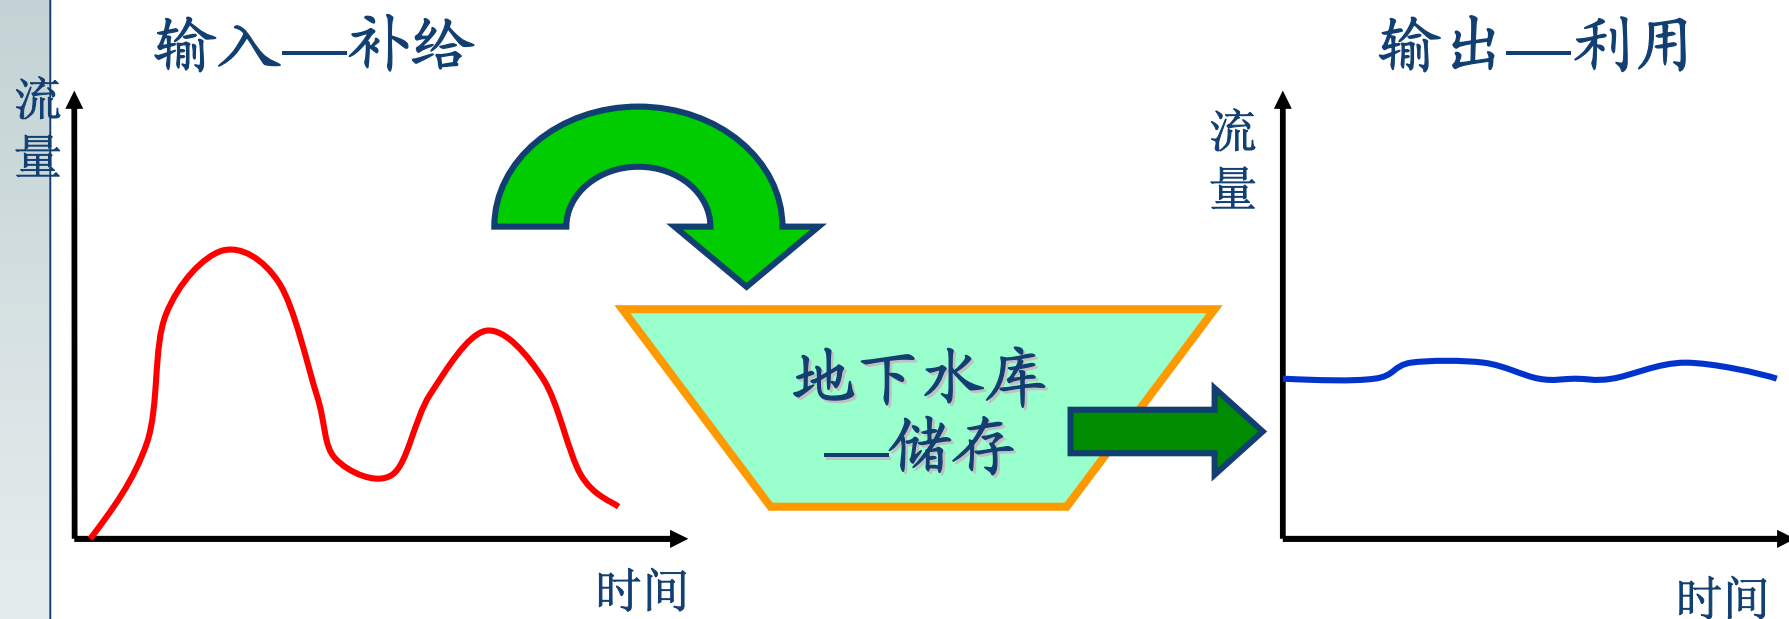 输入—补给
输出—利用
流
量
流
量
地下水库
—储存
时间
时间